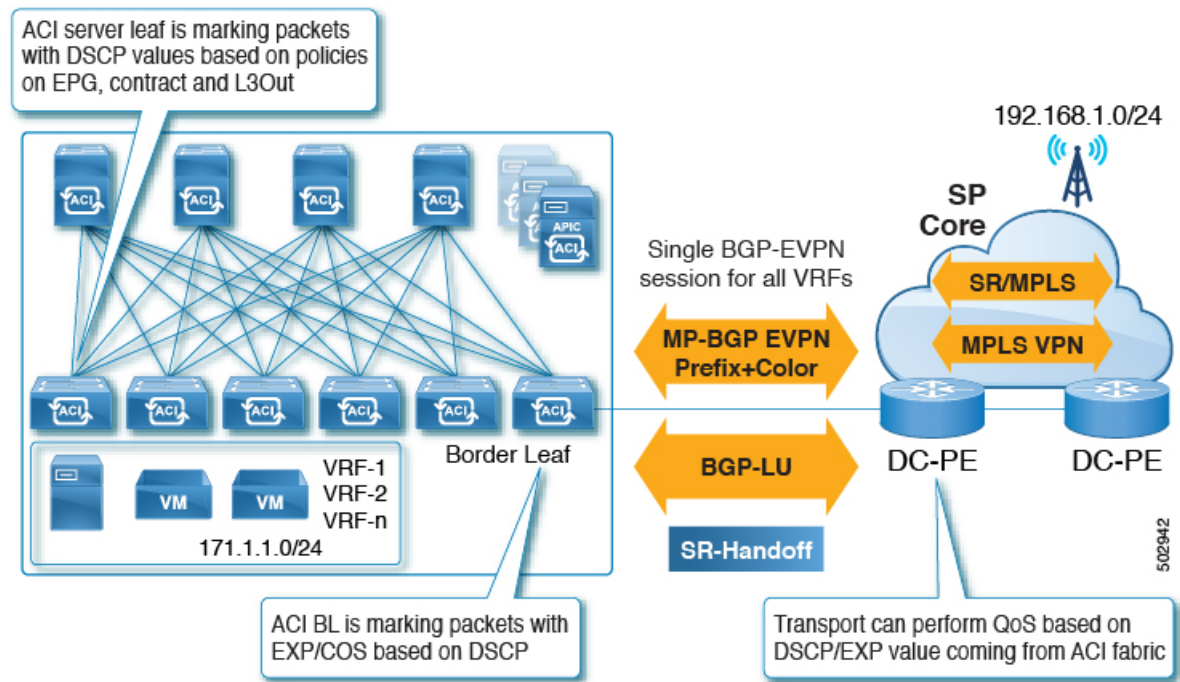 ACI server leaf is marking packets
with DSCP values based on policies
on EPG, contract and L3Out
192.168.1.0/24
ACI
ACI
ACI
ACI
APIC
ACI
SP
Core
Single BGP-EVPN
session for all VRFs
SR/MPLS
MP-BGP EVPN
Prefix+Color
MPLS VPN
ACI
ACI
ACI
ACI
ACI
ACI
Border Leaf
BGP-LU
DC-PE
DC-PE
VM
VM
VRF-1
VRF-2
VRF-n
171.1.1.0/24
SR-Handoff
502942
ACI BL is marking packets with
EXP/COS based on DSCP
Transport can perform QoS based on
DSCP/EXP value coming from ACI fabric